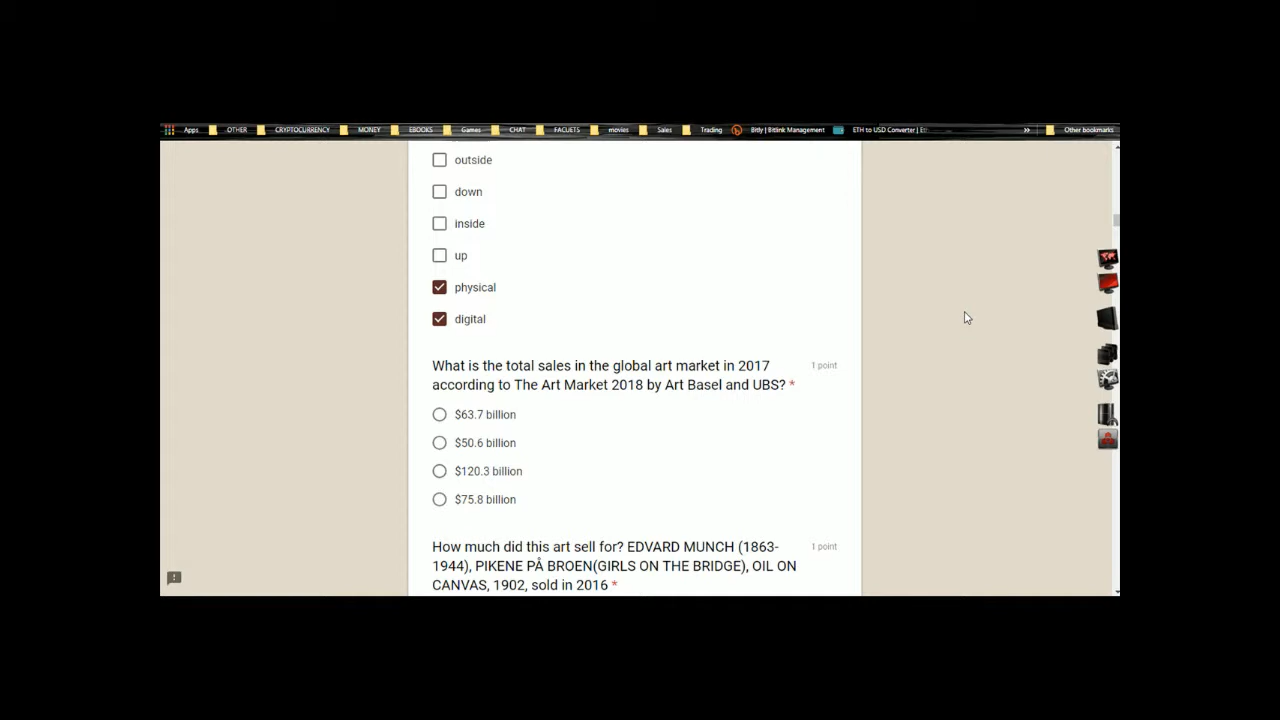 Apps OTHER CRYPTOCURRENCY MONEY EBOOKS Games CHAT FACUETS movies Sales Trading Bitly | Bitlink Management ETH to USD Converter | Et » Other bookmarks
outside
down
inside
up
physical
digital
What is the total sales in the global art market in 2017 1 point
according to The Art Market 2018 by Art Basel and UBS? *
$63.7 billion
$50.6 billion
$120.3 billion
$75.8 billion
How much did this art sell for? EDVARD MUNCH (1863- 1 point
1944), PIKENE PÅ BROEN(GIRLS ON THE BRIDGE), OIL ON
CANVAS, 1902, sold in 2016 *